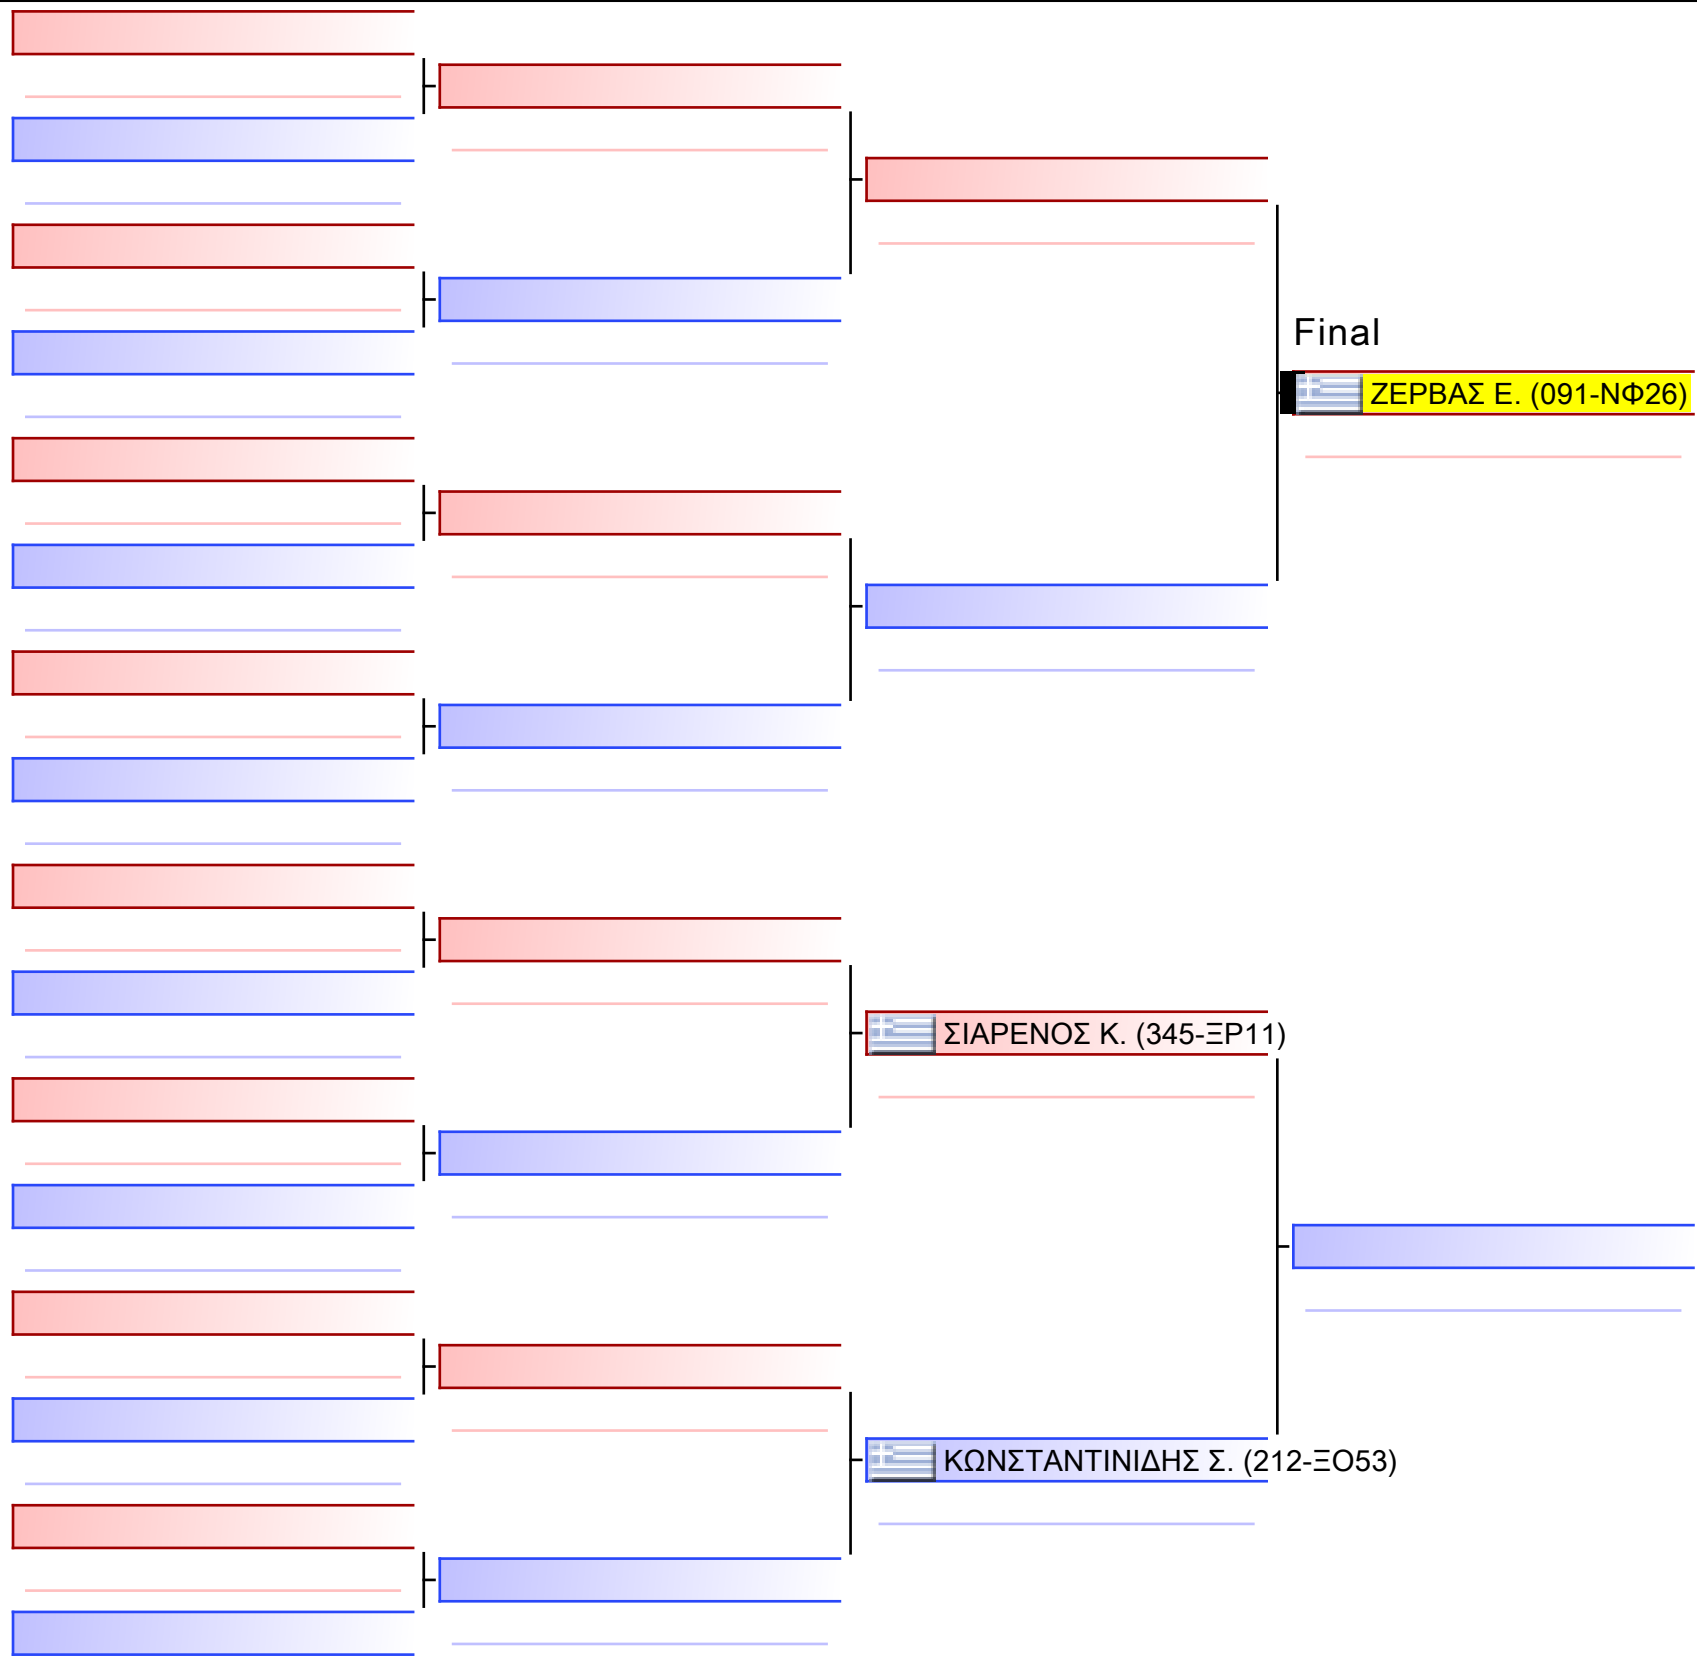 Final
ΖΕΡΒΑΣ Ε. (091-ΝΦ26)
ΣΙΑΡΕΝΟΣ Κ. (345-ΞΡ11)
ΚΩΝΣΤΑΝΤΙΝΙΔΗΣ Σ. (212-ΞΟ53)